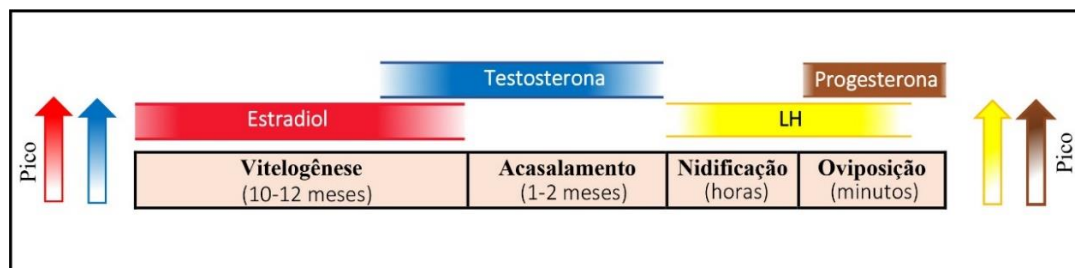 Testosterona
Progesterona
Estradiol
LH
Pico
Vitelogênese
(10-12 meses)
Acasalamento
(1-2 meses)
Nidificação
(horas)
Oviposição
(minutos)
Pico